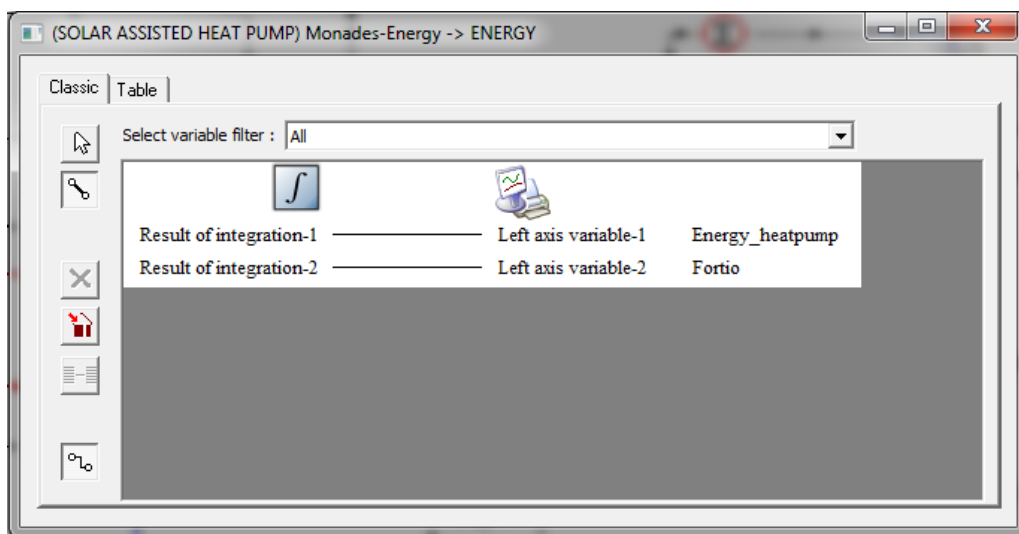 (SOLAR ASSISTED HEAT PUMP) Monades-Energy -> ENERGY
Classic Table
Select variable filter : All
Result of integration-1 Left axis variable-1 Energy_heatpump
Result of integration-2 Left axis variable-2 Fortio